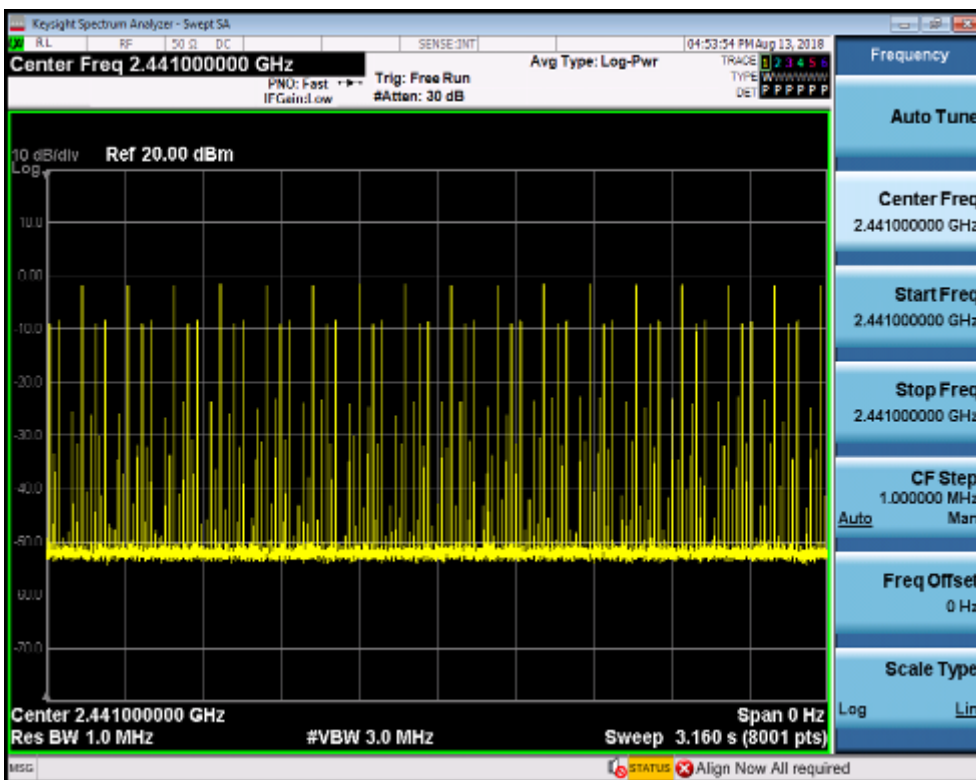 Keysight Spectrum Analyzer - Swept SA
RL RF 50 Ω DC SENSE:INT 04:53:54 PM Aug 13, 2018
Center Freq 2.441000000 GHz Avg Type: Log-Pwr TRACE 1 2 3 4 5 6
PNO: Fast Trig: Free Run TYPE WWWWWW
IFGain:Low #Atten: 30 dB DET P P P P P P
10 dB/div Ref 20.00 dBm
Log
10.0
0.00
-10.0
-20.0
-30.0
-40.0
-50.0
-60.0
-70.0
Center 2.441000000 GHz Span 0 Hz
Res BW 1.0 MHz #VBW 3.0 MHz Sweep 3.160 s (8001 pts)
MSG STATUS Align Now All required
Frequency
Auto Tune
Center Freq
2.441000000 GHz
Start Freq
2.441000000 GHz
Stop Freq
2.441000000 GHz
CF Step
1.000000 MHz
Auto Man
Freq Offset
0 Hz
Scale Type
Log Lin